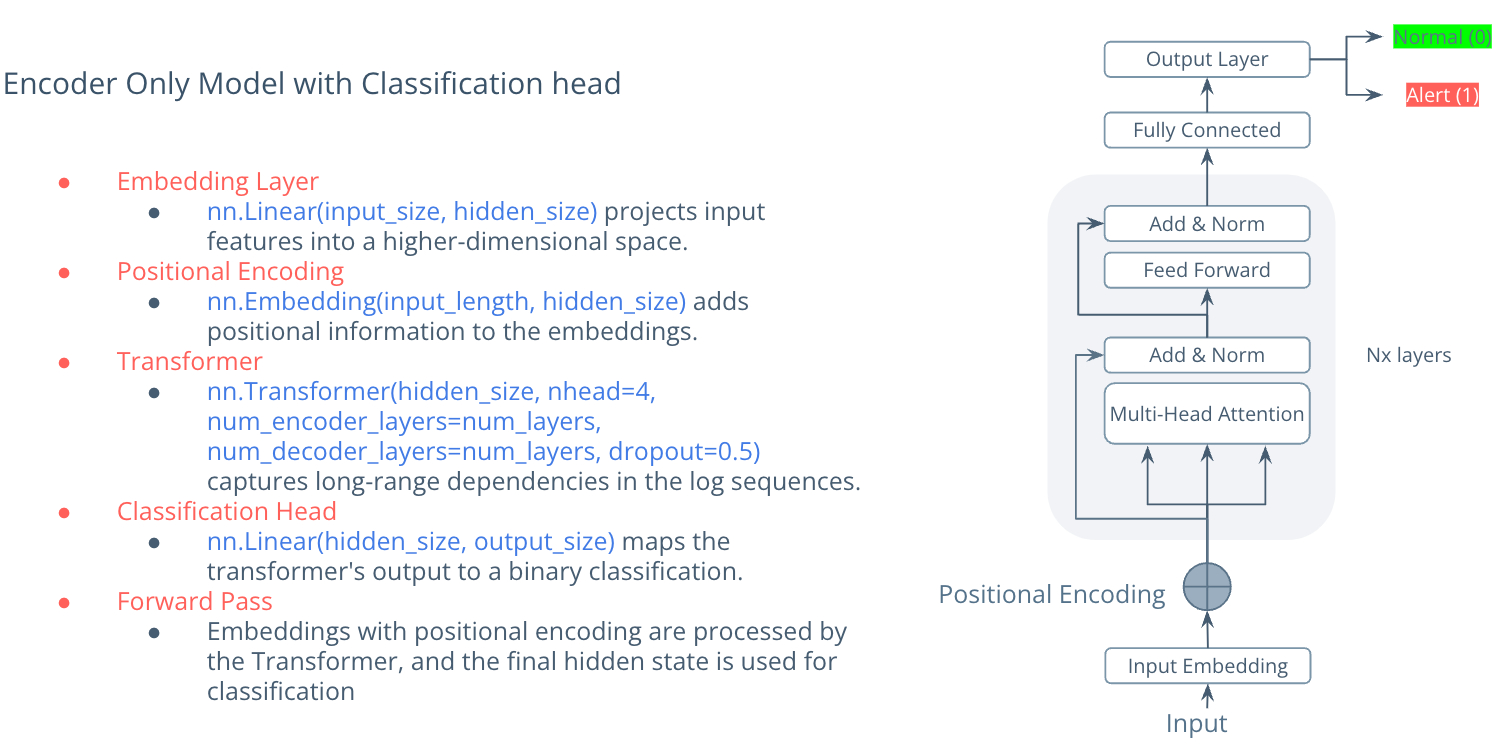 Encoder Only Model with Classification head
● Embedding Layer
● nn.Linear(input_size, hidden_size) projects input
features into a higher-dimensional space.
● Positional Encoding
● nn.Embedding(input_length, hidden_size) adds
positional information to the embeddings.
● Transformer
● nn.Transformer(hidden_size, nhead=4,
num_encoder_layers=num_layers,
num_decoder_layers=num_layers, dropout=0.5)
captures long-range dependencies in the log sequences.
● Classification Head
● nn.Linear(hidden_size, output_size) maps the
transformer's output to a binary classification.
● Forward Pass
● Embeddings with positional encoding are processed by
the Transformer, and the final hidden state is used for
classification
Normal (0)
Output Layer
Alert (1)
Fully Connected
Add & Norm
Feed Forward
Add & Norm
Nx layers
Multi-Head Attention
Positional Encoding
Input Embedding
Input